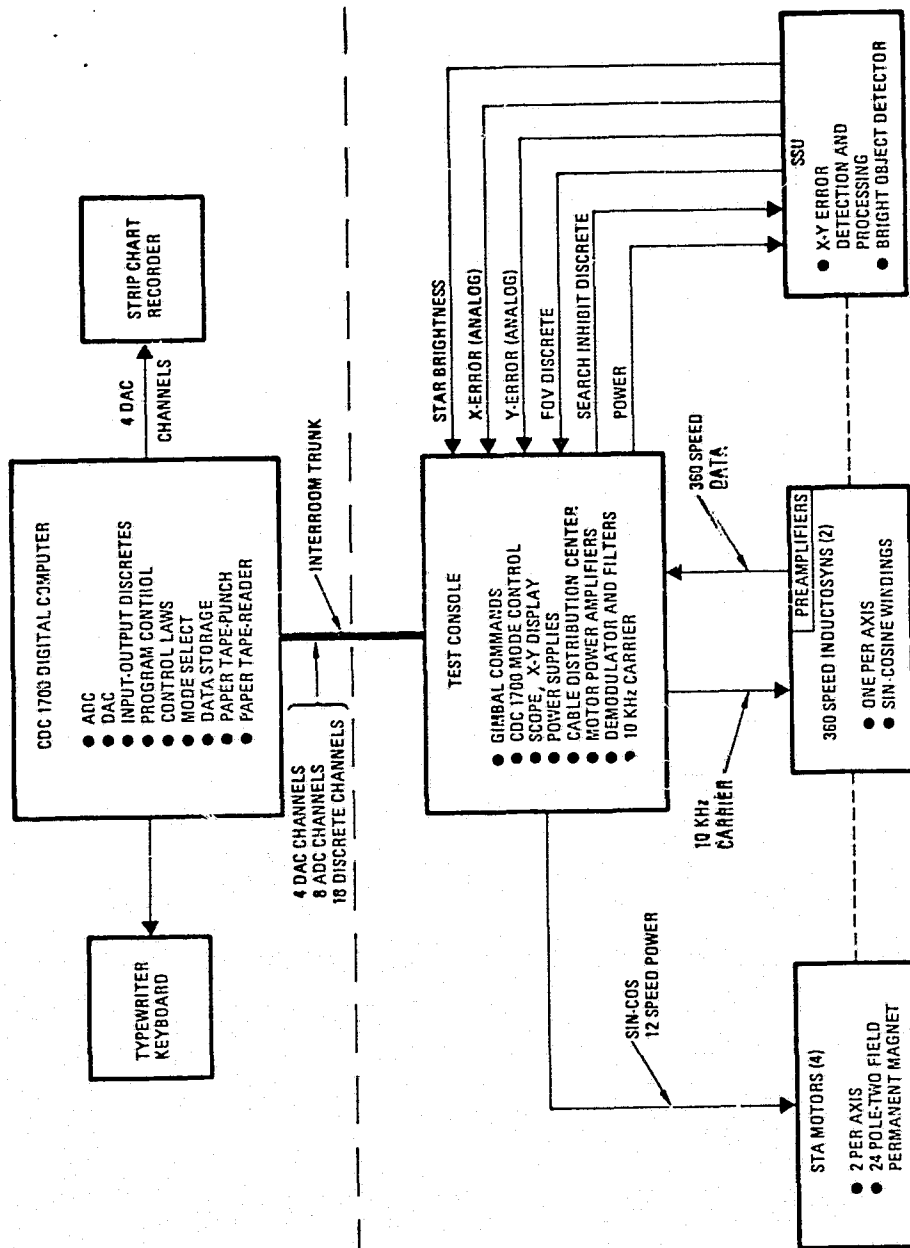 TYPEWRITER
KEYBOARD
CDC 1700 DIGITAL COMPUTER
● ADC
● DAC
● INPUT-OUTPUT DISCRETES
● PROGRAM CONTROL
● CONTROL LAWS
● MODE SELECT
● DATA STORAGE
● PAPER TAPE-PUNCH
● PAPER TAPE-READER
4 DAC
CHANNELS
STRIP CHART
RECORDER
4 DAC CHANNELS
8 ADC CHANNELS
18 DISCRETE CHANNELS
INTERROOM TRUNK
TEST CONSOLE
● GIMBAL COMMANDS
● CDC 1700 MODE CONTROL
● SCOPE, X-Y DISPLAY
● POWER SUPPLIES
● CABLE DISTRIBUTION CENTER
● MOTOR POWER AMPLIFIERS
● DEMODULATOR AND FILTERS
● 10 KHz CARRIER
STAR BRIGHTNESS
X-ERROR (ANALOG)
Y-ERROR (ANALOG)
FOV DISCRETE
SEARCH INHIBIT DISCRETE
POWER
SIN-COS
12 SPEED POWER
10 KHz
CARRIER
360 SPEED
DATA
STA MOTORS (4)
● 2 PER AXIS
● 24 POLE-TWO FIELD
PERMANENT MAGNET
PREAMPLIFIERS
360 SPEED INDUCTOSYNS (2)
● ONE PER AXIS
● SIN-COSINE WINDINGS
SSU
● X-Y ERROR
DETECTION AND
PROCESSING
● BRIGHT OBJECT DETECTOR